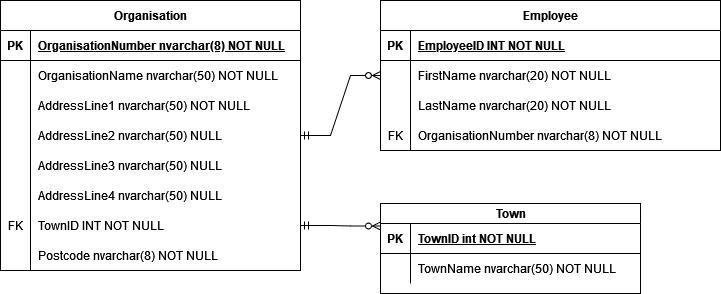 Organisation
PK OrganisationNumber nvarchar(8) NOT NULL
OrganisationName nvarchar(50) NOT NULL
AddressLine1 nvarchar(50) NOT NULL
AddressLine2 nvarchar(50) NULL
AddressLine3 nvarchar(50) NULL
AddressLine4 nvarchar(50) NULL
FK TownID INT NOT NULL
Postcode nvarchar(8) NOT NULL
Employee
PK EmployeeID INT NOT NULL
FirstName nvarchar(20) NOT NULL
LastName nvarchar(20) NOT NULL
FK OrganisationNumber nvarchar(8) NOT NULL
Town
PK TownID int NOT NULL
TownName nvarchar(50) NOT NULL